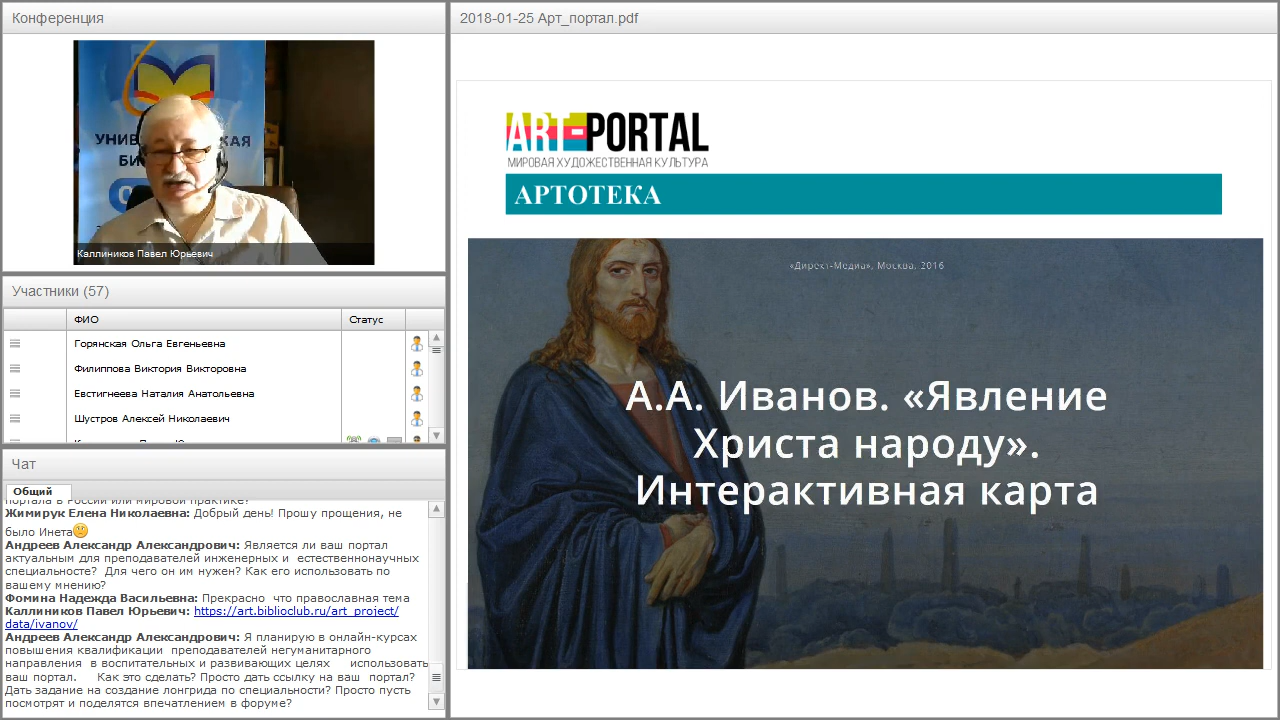 Конференция
УНИВ КАЯ
БИ
Каллиников Павел Юрьевич
Участники (57)
ФИО Статус
Горянская Ольга Евгеньевна
Филиппова Виктория Викторовна
Евстигнеева Наталия Анатольевна
Шустров Алексей Николаевич
Чат
Общий
портала в России или мировой практике?
Жимирук Елена Николаевна: Добрый день! Прошу прощения, не
было Инета
Андреев Александр Александрович: Является ли ваш портал
актуальным для преподавателей инженерных и естественнонаучных
специальносте? Для чего он им нужен? Как его использовать по
вашему мнению?
Фомина Надежда Васильевна: Прекрасно что православная тема
Каллиников Павел Юрьевич: https://art.biblioclub.ru/art_project/
data/ivanov/
Андреев Александр Александрович: Я планирую в онлайн-курсах
повышения квалификации преподавателей негуманитарного
направления в воспитательных и развивающих целях использовать
ваш портал. Как это сделать? Просто дать ссылку на ваш портал?
Дать задание на создание лонгрида по специальности? Просто пусть
посмотрят и поделятся впечатлением в форуме?
2018-01-25 Арт_портал.pdf
ART-PORTAL
МИРОВАЯ ХУДОЖЕСТВЕННАЯ КУЛЬТУРА
АРТОТЕКА
«Директ-Медиа», Москва, 2016
А.А. Иванов. «Явление
Христа народу».
Интерактивная карта